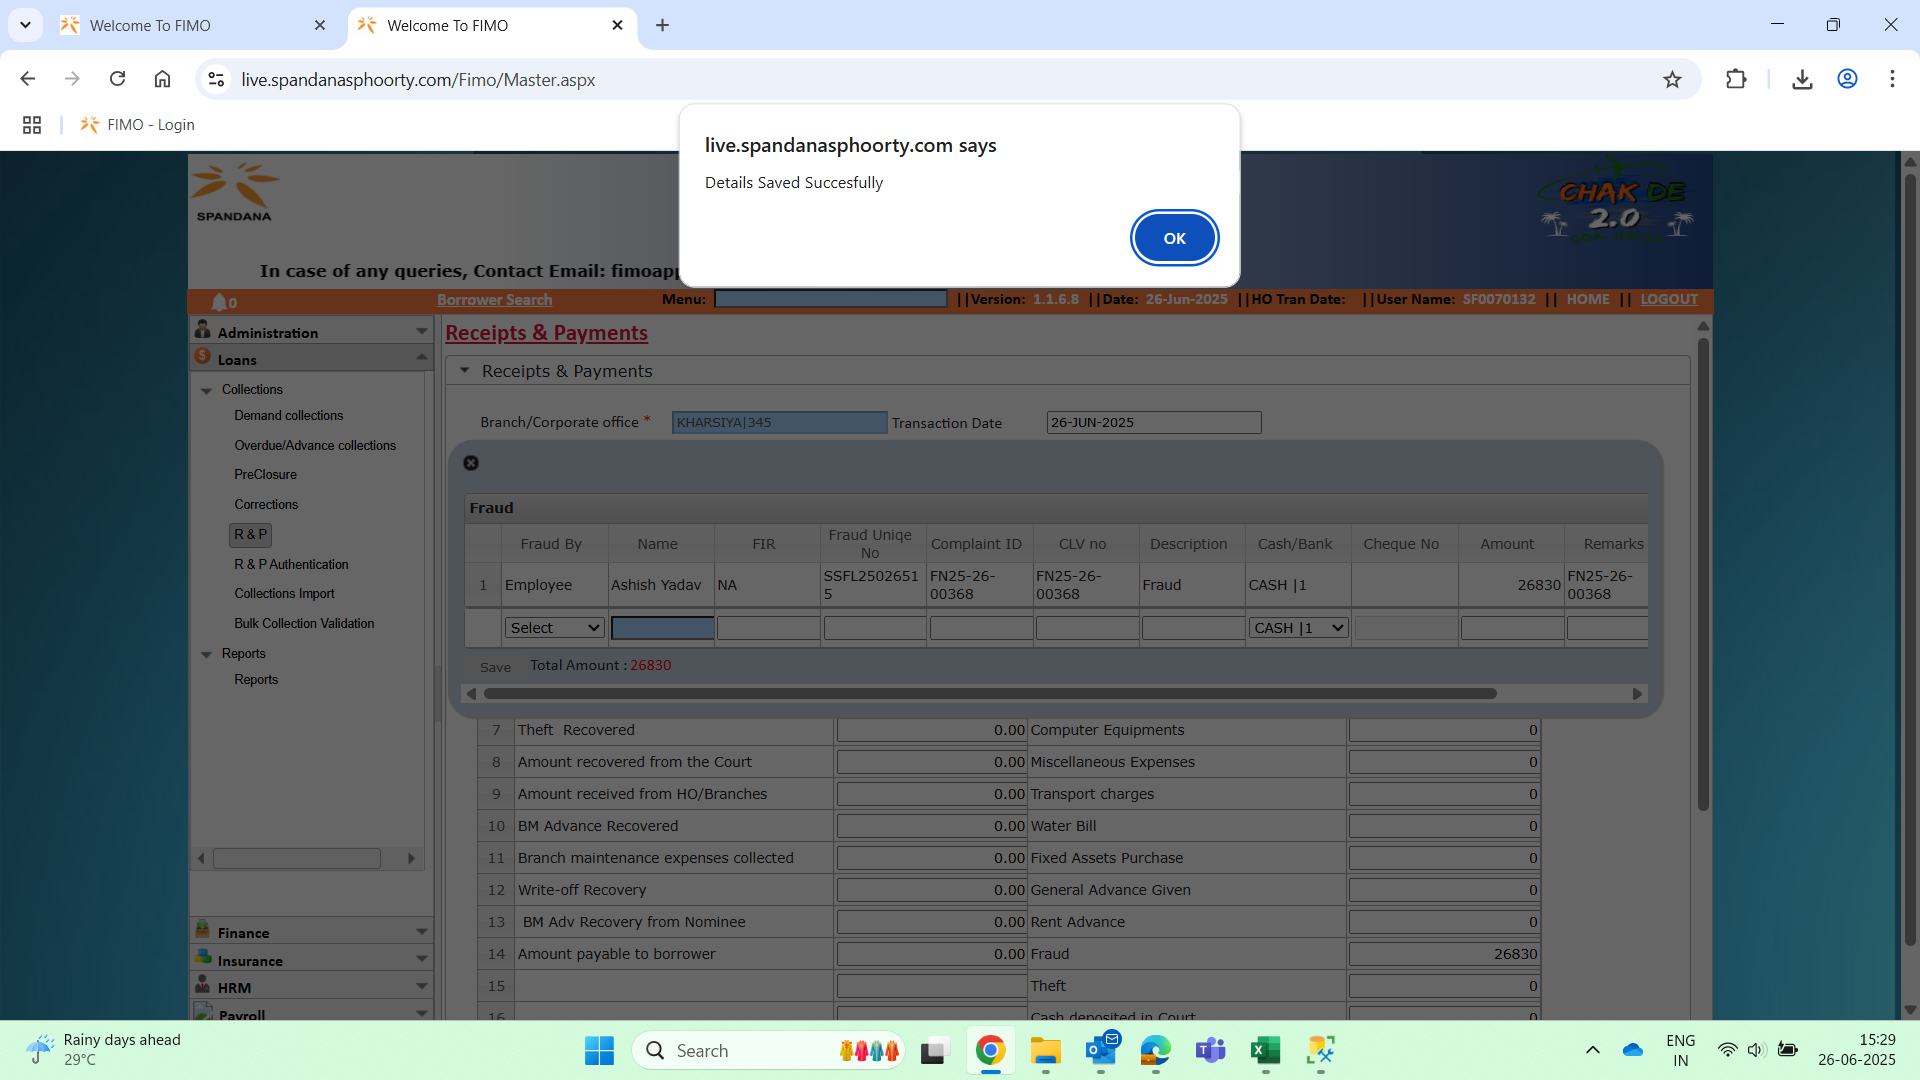 Welcome To FIMO
Welcome To FIMO
live.spandanasphoorty.com/Fimo/Master.aspx
FIMO - Login
live.spandanasphoorty.com says
Details Saved Succesfully
OK
SPANDANA
CHAK DE
2.0
In case of any queries, Contact Email: fimoapp
0
Borrower Search
Menu:
||Version: 1.1.6.8 ||Date: 26-Jun-2025 ||HO Tran Date: ||User Name: SF0070132 || HOME || LOGOUT
Administration
Loans
Collections
Demand collections
Overdue/Advance collections
PreClosure
Corrections
R & P
R & P Authentication
Collections Import
Bulk Collection Validation
Reports
Reports
Finance
Insurance
HRM
Payroll
Receipts & Payments
Receipts & Payments
Branch/Corporate office * KHARSIYA|345 Transaction Date 26-JUN-2025
Fraud
Fraud By Name FIR Fraud Uniqe No Complaint ID CLV no Description Cash/Bank Cheque No Amount Remarks
1 Employee Ashish Yadav NA SSFL25026515 FN25-26-00368 FN25-26-00368 Fraud CASH |1 26830 FN25-26-00368
Select CASH |1
Save Total Amount : 26830
7 Theft Recovered 0.00 Computer Equipments 0
8 Amount recovered from the Court 0.00 Miscellaneous Expenses 0
9 Amount received from HO/Branches 0.00 Transport charges 0
10 BM Advance Recovered 0.00 Water Bill 0
11 Branch maintenance expenses collected 0.00 Fixed Assets Purchase 0
12 Write-off Recovery 0.00 General Advance Given 0
13 BM Adv Recovery from Nominee 0.00 Rent Advance 0
14 Amount payable to borrower 0.00 Fraud 26830
15 Theft 0
16 Cash deposited in Court 0
Rainy days ahead
29°C
Search
ENG
IN
15:29
26-06-2025